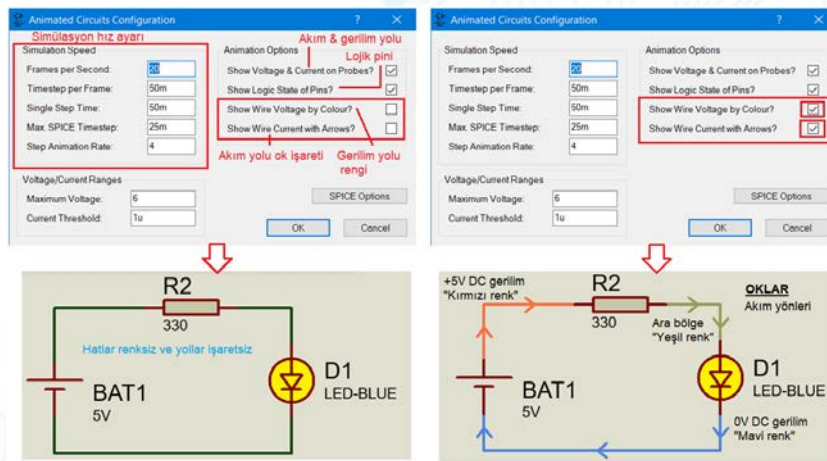 Animated Circuits Configuration
Simülasyon hız ayarı
Akım & gerilim yolu
Simulation Speed
Animation Options
Lojik pini
Frames per Second: 20
Show Voltage & Current on Probes?
Timestep per Frame: 50m
Show Logic State of Pins?
Single Step Time: 50m
Show Wire Voltage by Colour?
Max. SPICE Timestep: 25m
Show Wire Current with Arrows?
Step Animation Rate: 4
Akım yolu ok işareti
Gerilim yolu
rengi
Voltage/Current Ranges
Maximum Voltage: 6
SPICE Options
Current Threshold: 1u
OK
Cancel
Animated Circuits Configuration
Simulation Speed
Animation Options
Frames per Second: 20
Show Voltage & Current on Probes?
Timestep per Frame: 50m
Show Logic State of Pins?
Single Step Time: 50m
Show Wire Voltage by Colour?
Max. SPICE Timestep: 25m
Show Wire Current with Arrows?
Step Animation Rate: 4
Voltage/Current Ranges
Maximum Voltage: 6
SPICE Options
Current Threshold: 1u
OK
Cancel
R2
330
Hatlar renksiz ve yollar işaretsiz
BAT1
5V
D1
LED-BLUE
+5V DC gerilim
"Kırmızı renk"
R2
330
OKLAR
Akım yönleri
Ara bölge
"Yeşil renk"
BAT1
5V
D1
LED-BLUE
0V DC gerilim
"Mavi renk"